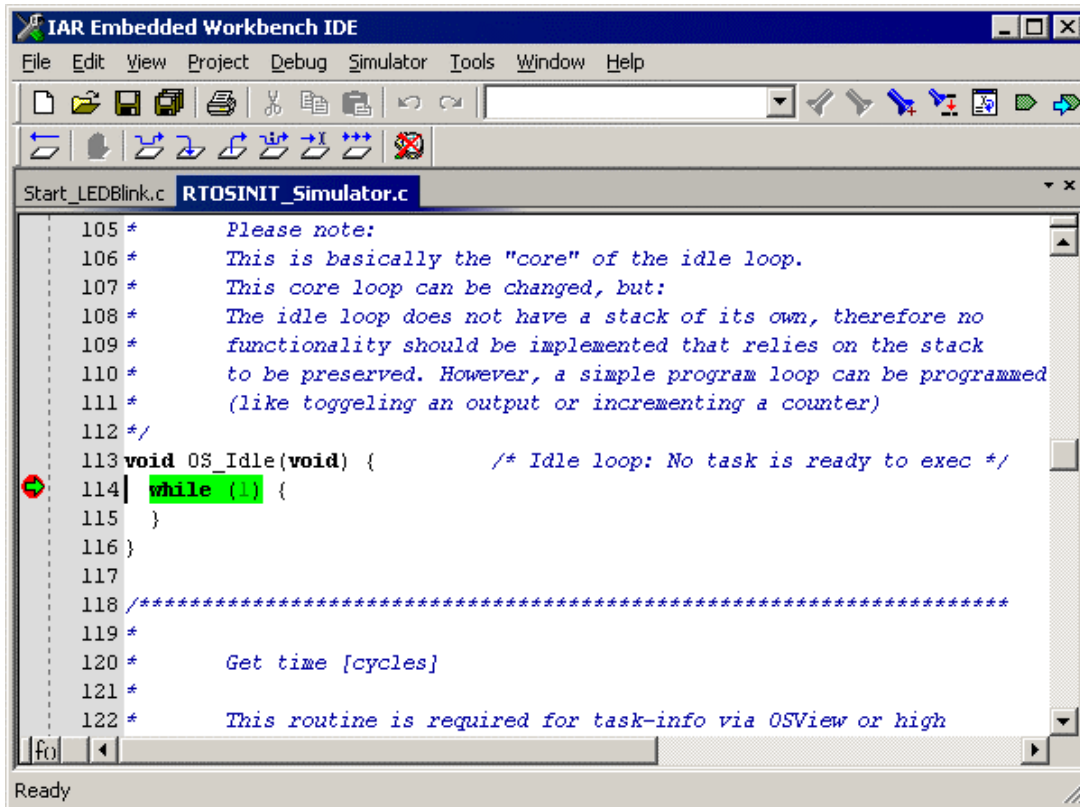 IAR Embedded Workbench IDE
File Edit View Project Debug Simulator Tools Window Help
Start_LEDBlink.c RTOSINIT_Simulator.c
105 * Please note:
106 * This is basically the "core" of the idle loop.
107 * This core loop can be changed, but:
108 * The idle loop does not have a stack of its own, therefore no
109 * functionality should be implemented that relies on the stack
110 * to be preserved. However, a simple program loop can be programmed
111 * (like toggeling an output or incrementing a counter)
112 */
113 void OS_Idle(void) { /* Idle loop: No task is ready to exec */
114 while (1) {
115 }
116 }
117
118 /*********************************************************************
119 *
120 * Get time [cycles]
121 *
122 * This routine is required for task-info via OSView or high
fo
Ready